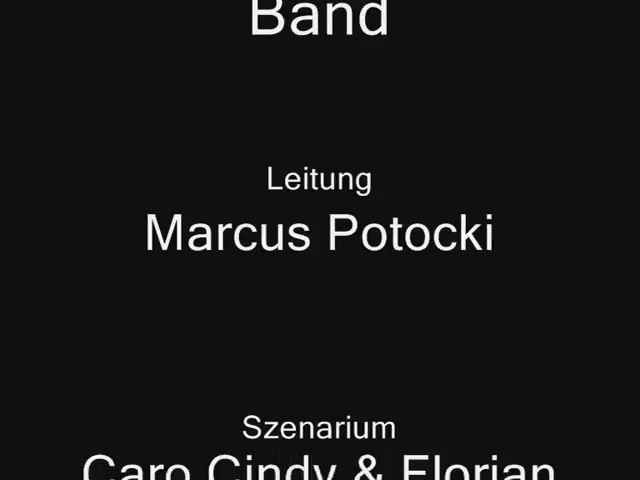 Band
Leitung
Marcus Potocki
Szenarium
Caro Cindy & Florian